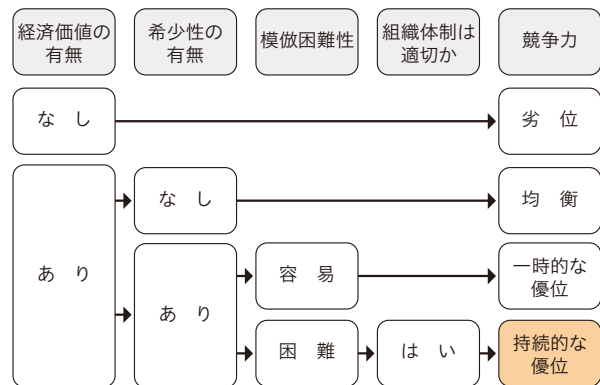 経済価値の
有無
希少性の
有無
模倣困難性
組織体制は
適切か
競争力
なし
劣位
あり
なし
均衡
あり
容易
一時的な
優位
困難
はい
持続的な
優位